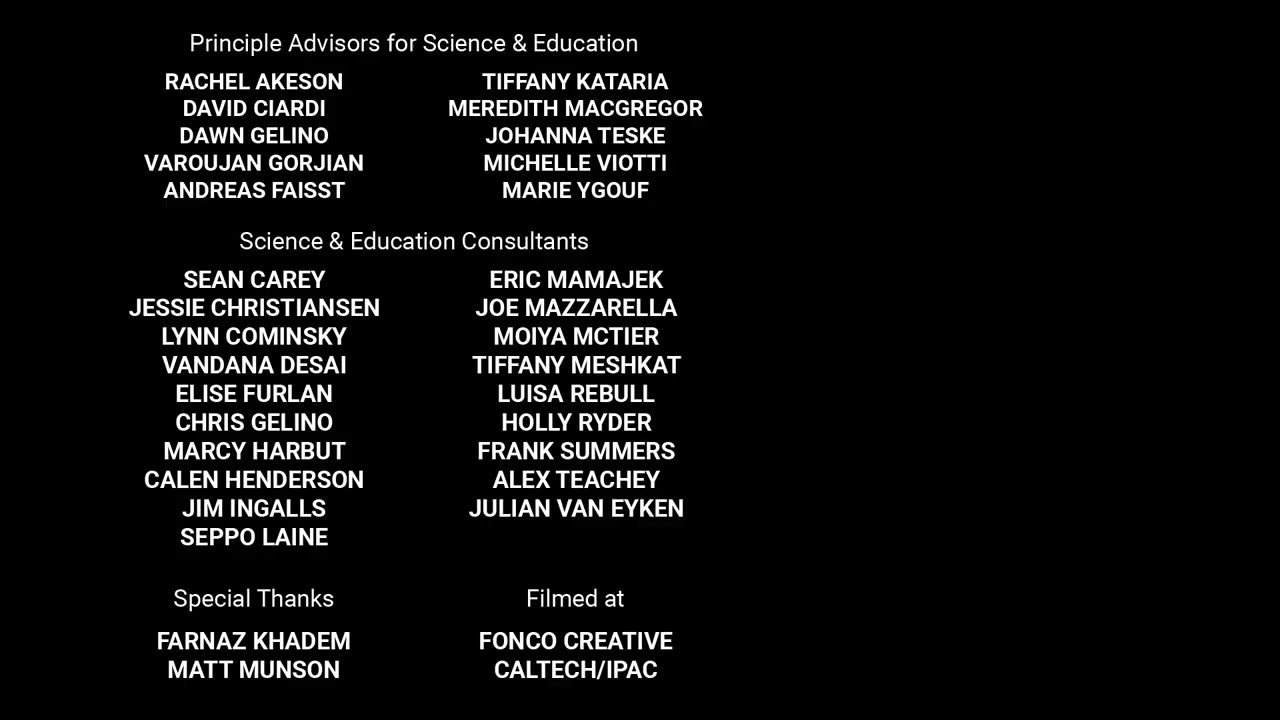 Principle Advisors for Science & Education
RACHEL AKESON
DAVID CIARDI
DAWN GELINO
VAROUJAN GORJIAN
ANDREAS FAISST
TIFFANY KATARIA
MEREDITH MACGREGOR
JOHANNA TESKE
MICHELLE VIOTTI
MARIE YGOUF
Science & Education Consultants
SEAN CAREY
JESSIE CHRISTIANSEN
LYNN COMINSKY
VANDANA DESAI
ELISE FURLAN
CHRIS GELINO
MARCY HARBUT
CALEN HENDERSON
JIM INGALLS
SEPPO LAINE
ERIC MAMAJEK
JOE MAZZARELLA
MOIYA MCTIER
TIFFANY MESHKAT
LUISA REBULL
HOLLY RYDER
FRANK SUMMERS
ALEX TEACHEY
JULIAN VAN EYKEN
Special Thanks
FARNAZ KHADEM
MATT MUNSON
Filmed at
FONCO CREATIVE
CALTECH/IPAC